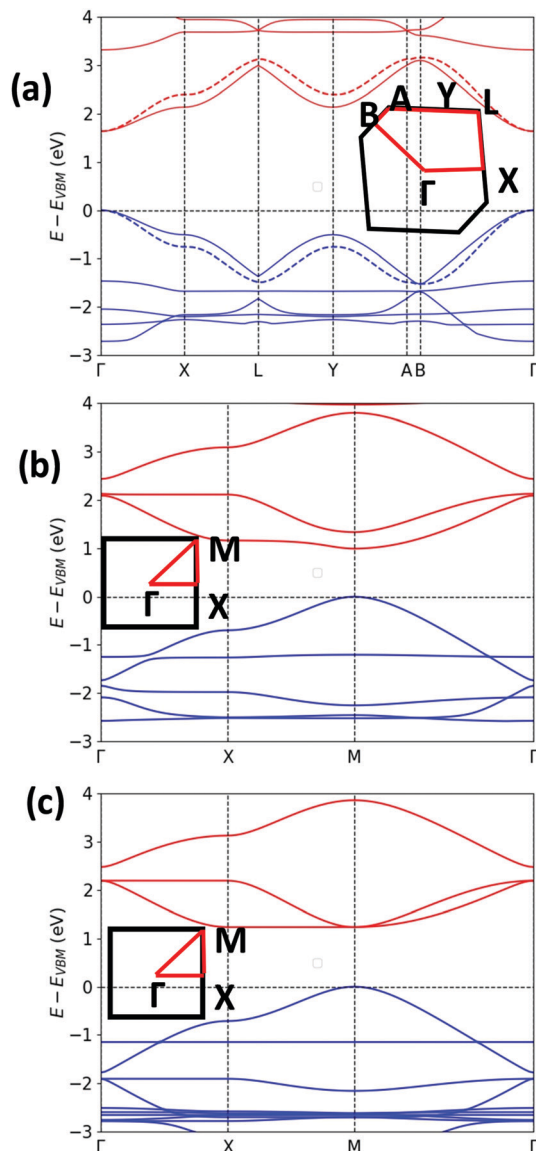 (a)
E − E_VBM (eV)
4
3
2
1
0
−1
−2
−3
B A Y L
Γ X
Γ X L Y A B Γ
(b)
E − E_VBM (eV)
4
3
2
1
0
−1
−2
−3
M
Γ X
Γ X M Γ
(c)
E − E_VBM (eV)
4
3
2
1
0
−1
−2
−3
M
Γ X
Γ X M Γ